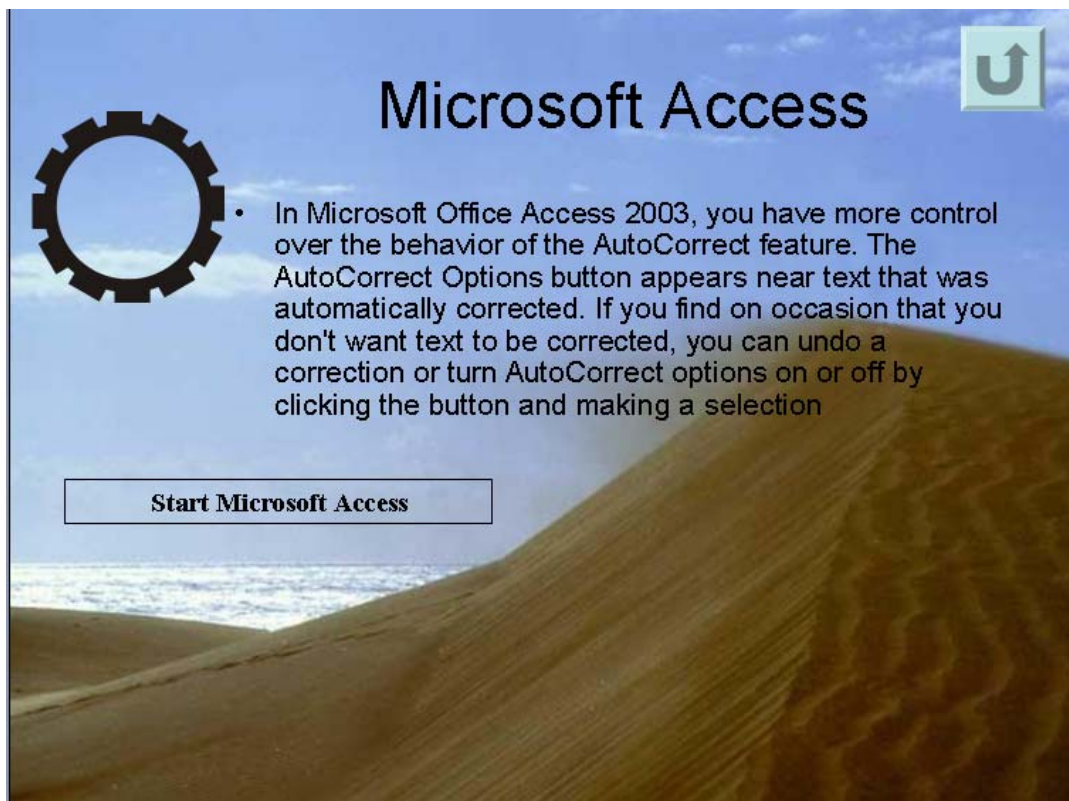 Microsoft Access
• In Microsoft Office Access 2003, you have more control
over the behavior of the AutoCorrect feature. The
AutoCorrect Options button appears near text that was
automatically corrected. If you find on occasion that you
don't want text to be corrected, you can undo a
correction or turn AutoCorrect options on or off by
clicking the button and making a selection
Start Microsoft Access